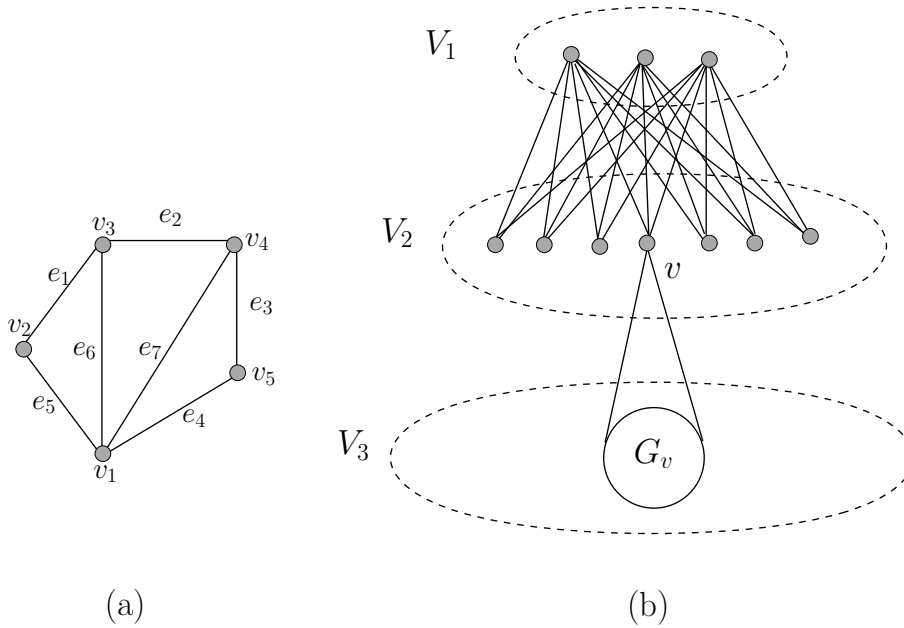 e₂
v₃
v₄
e₁
e₃
v₂
e₆
e₇
v₅
e₅
e₄
v₁
(a)
V₁
V₂
v
V₃
Gᵥ
(b)